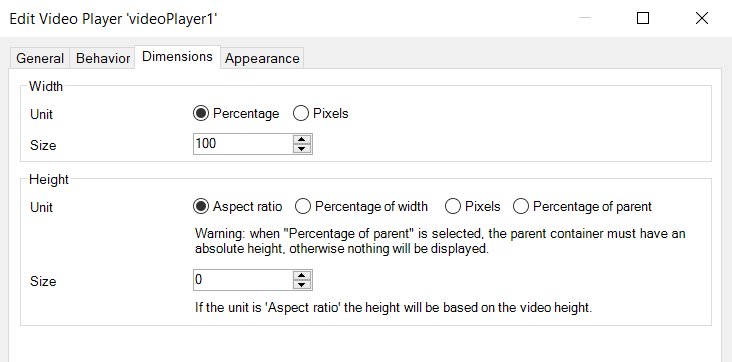 Edit Video Player 'videoPlayer1'
General Behavior Dimensions Appearance
Width
Unit Percentage Pixels
Size 100
Height
Unit Aspect ratio Percentage of width Pixels Percentage of parent
Warning: when "Percentage of parent" is selected, the parent container must have an
absolute height, otherwise nothing will be displayed.
Size 0
If the unit is 'Aspect ratio' the height will be based on the video height.